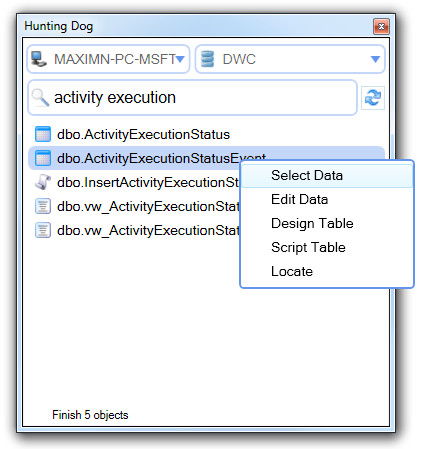 Hunting Dog
MAXIMN-PC-MSFT
DWC
activity execution
dbo.ActivityExecutionStatus
dbo.ActivityExecutionStatusEvent
dbo.InsertActivityExecutionSt
dbo.vw_ActivityExecutionStat
dbo.vw_ActivityExecutionStat
Select Data
Edit Data
Design Table
Script Table
Locate
Finish 5 objects